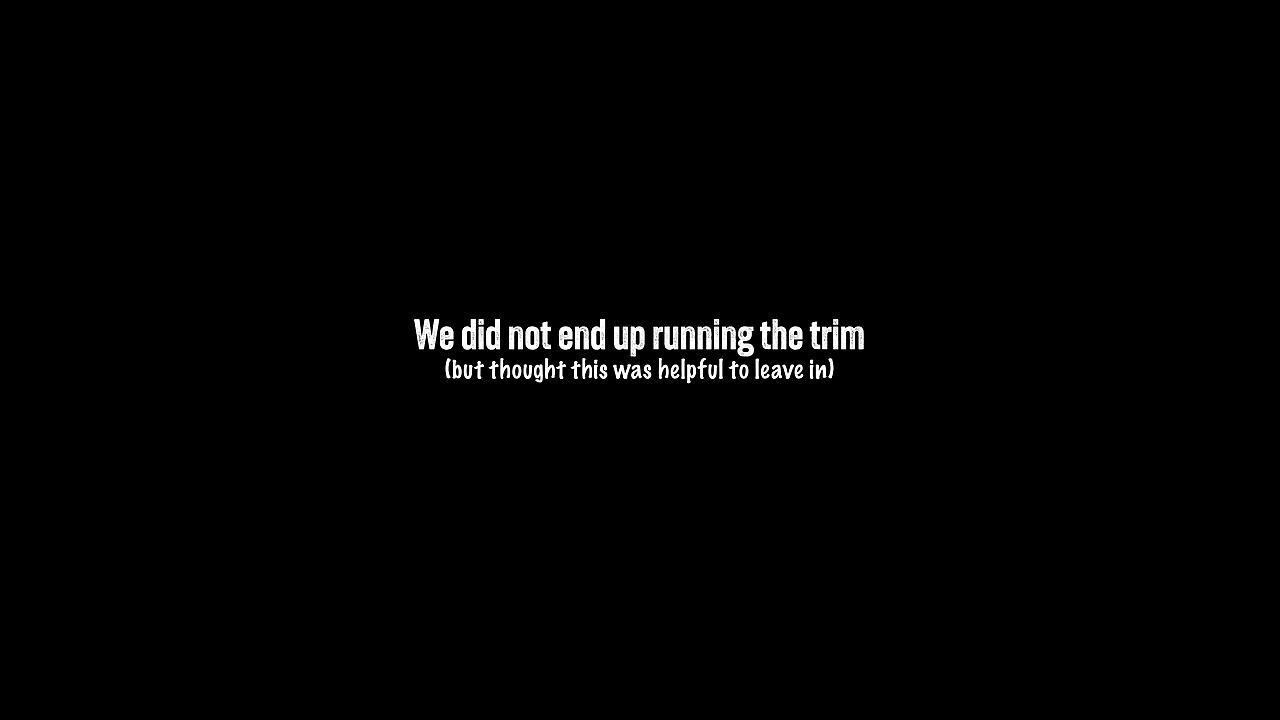 We did not end up running the trim
(but thought this was helpful to leave in)